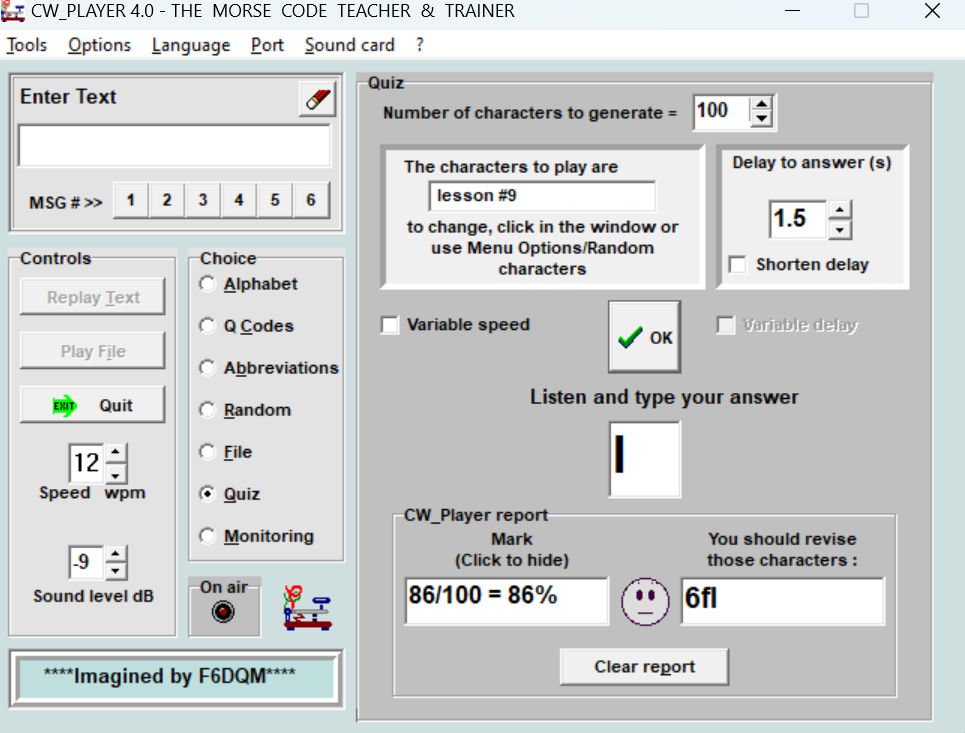 CW_PLAYER 4.0 - THE MORSE CODE TEACHER & TRAINER
Tools Options Language Port Sound card ?
Enter Text
MSG # >> 1 2 3 4 5 6
Controls
Replay Text
Play File
EXIT Quit
12
Speed wpm
-9
Sound level dB
Choice
Alphabet
Q Codes
Abbreviations
Random
File
Quiz
Monitoring
On air
****Imagined by F6DQM****
Quiz
Number of characters to generate = 100
The characters to play are
lesson #9
to change, click in the window or
use Menu Options/Random
characters
Delay to answer (s)
1.5
Shorten delay
Variable speed
OK
Variable delay
Listen and type your answer
CW_Player report
Mark
(Click to hide)
86/100 = 86%
You should revise
those characters :
6fl
Clear report